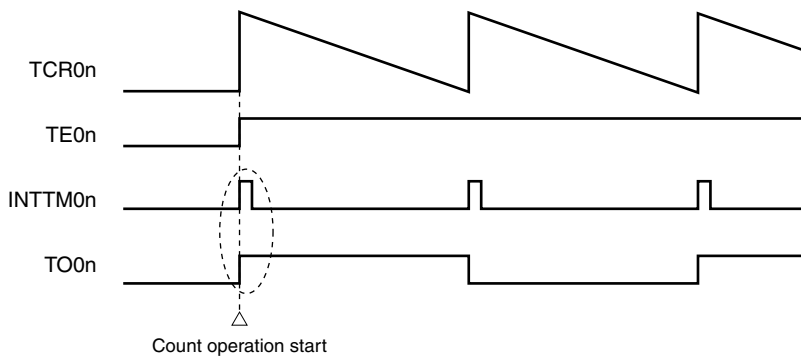 TCR0n
TE0n
INTTM0n
TO0n
Count operation start